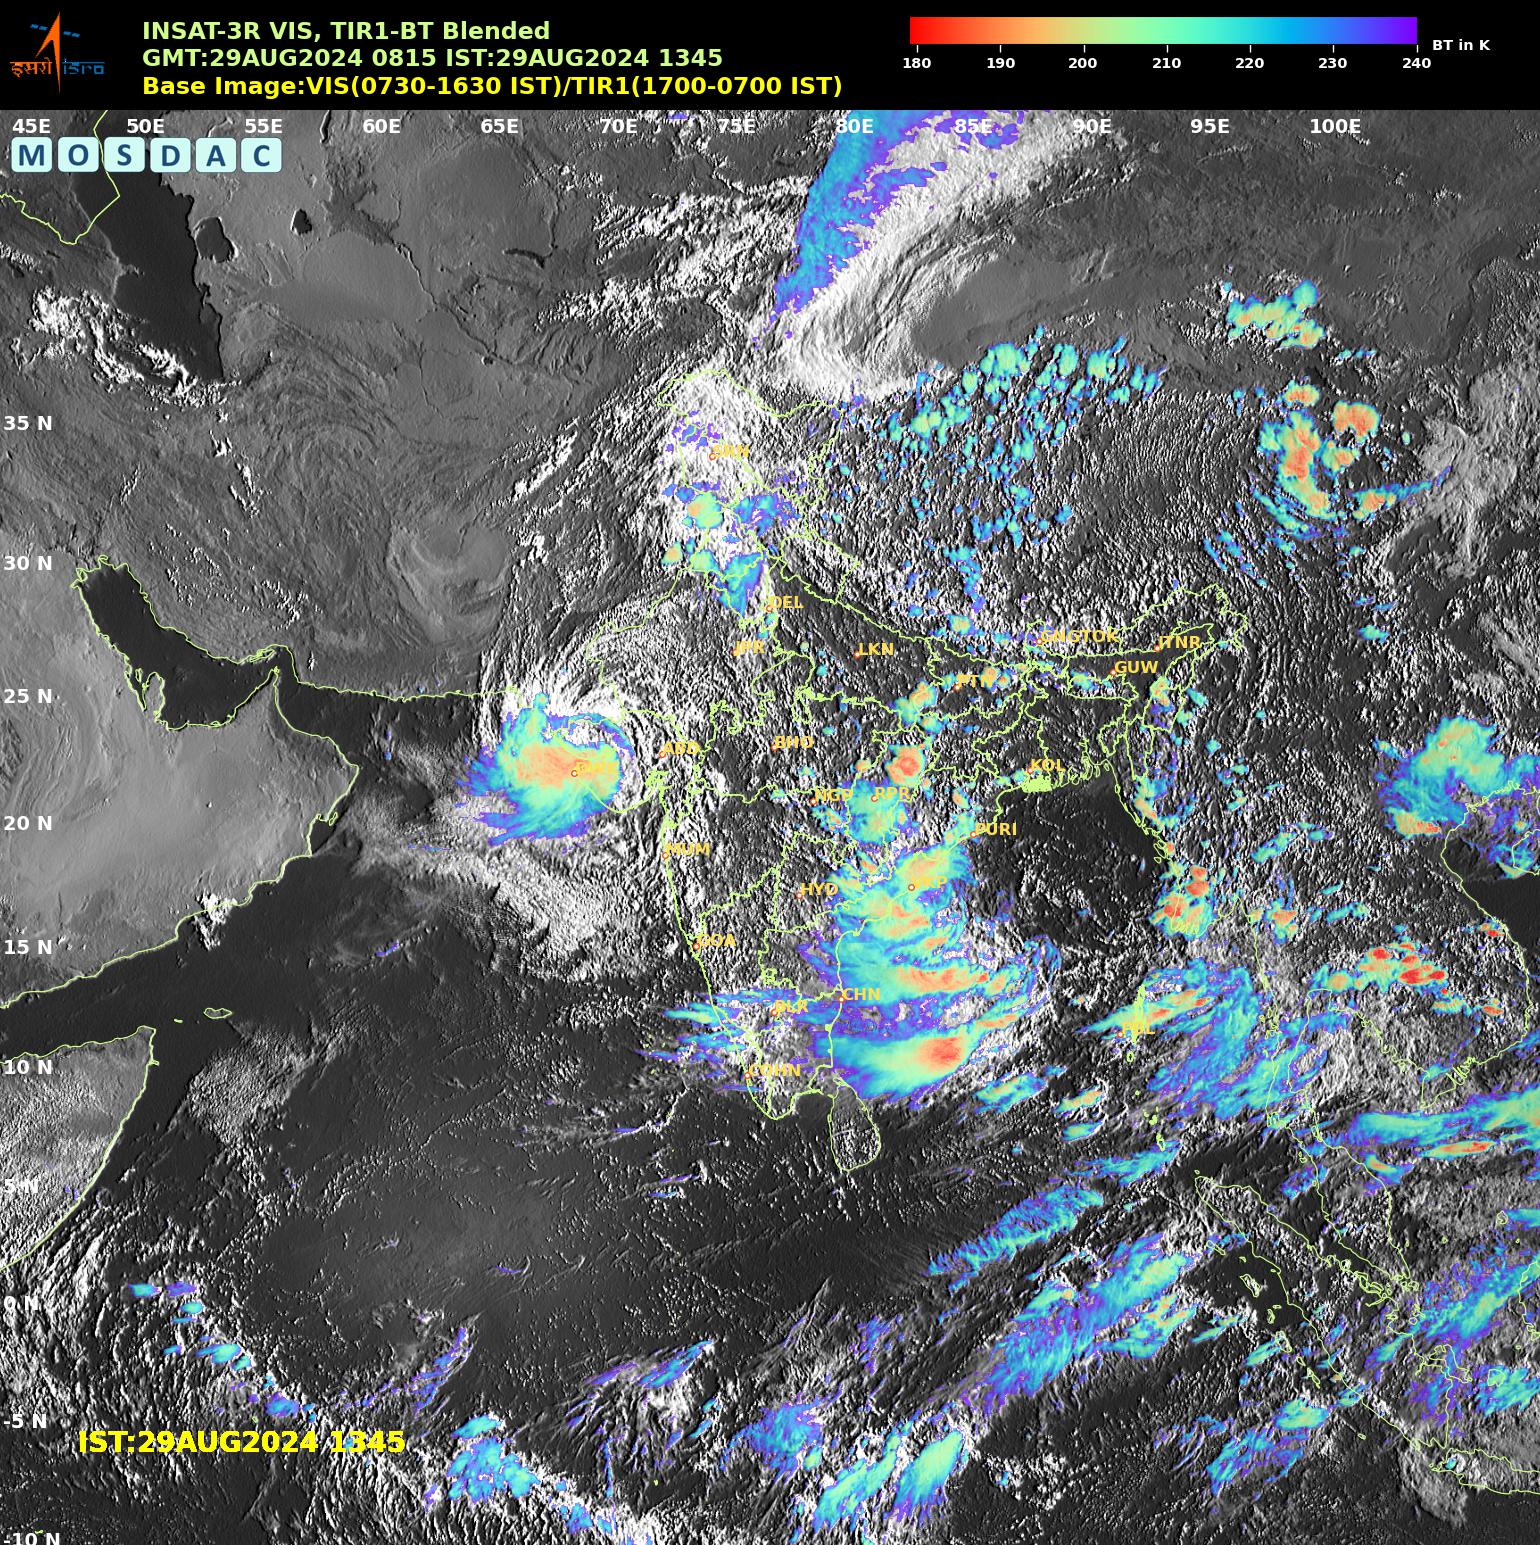 INSAT-3R VIS, TIR1-BT Blended
GMT:29AUG2024 0815 IST:29AUG2024 1345
Base Image:VIS(0730-1630 IST)/TIR1(1700-0700 IST)
इसरो isro
BT in K
180 190 200 210 220 230 240
45E 50E 55E 60E 65E 70E 75E 80E 85E 90E 95E 100E
M O S D A C
35 N
SRN
30 N
DEL
JPR
LKN
GNGTOK
ITNR
GUW
PTN
25 N
ABD
BHO
KOL
NGP
RPR
20 N
PURI
MUM
HYD
VKP
GOA
15 N
CHN
BLR
PBL
10 N
COHN
5 N
0 N
-5 N
IST:29AUG2024 1345
-10 N